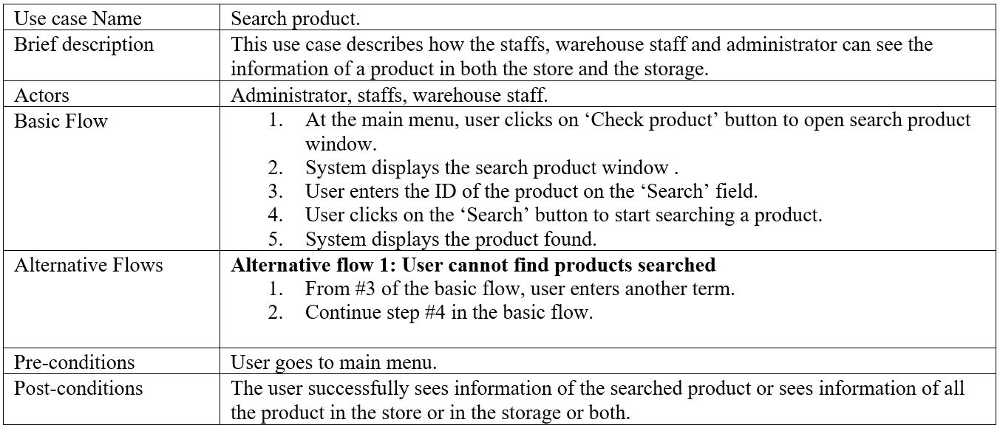 Use case Name
Search product.
Brief description
This use case describes how the staffs, warehouse staff and administrator can see the
information of a product in both the store and the storage.
Actors
Administrator, staffs, warehouse staff.
Basic Flow
1. At the main menu, user clicks on ‘Check product’ button to open search product
window.
2. System displays the search product window .
3. User enters the ID of the product on the ‘Search’ field.
4. User clicks on the ‘Search’ button to start searching a product.
5. System displays the product found.
Alternative Flows
Alternative flow 1: User cannot find products searched
1. From #3 of the basic flow, user enters another term.
2. Continue step #4 in the basic flow.
Pre-conditions
User goes to main menu.
Post-conditions
The user successfully sees information of the searched product or sees information of all
the product in the store or in the storage or both.